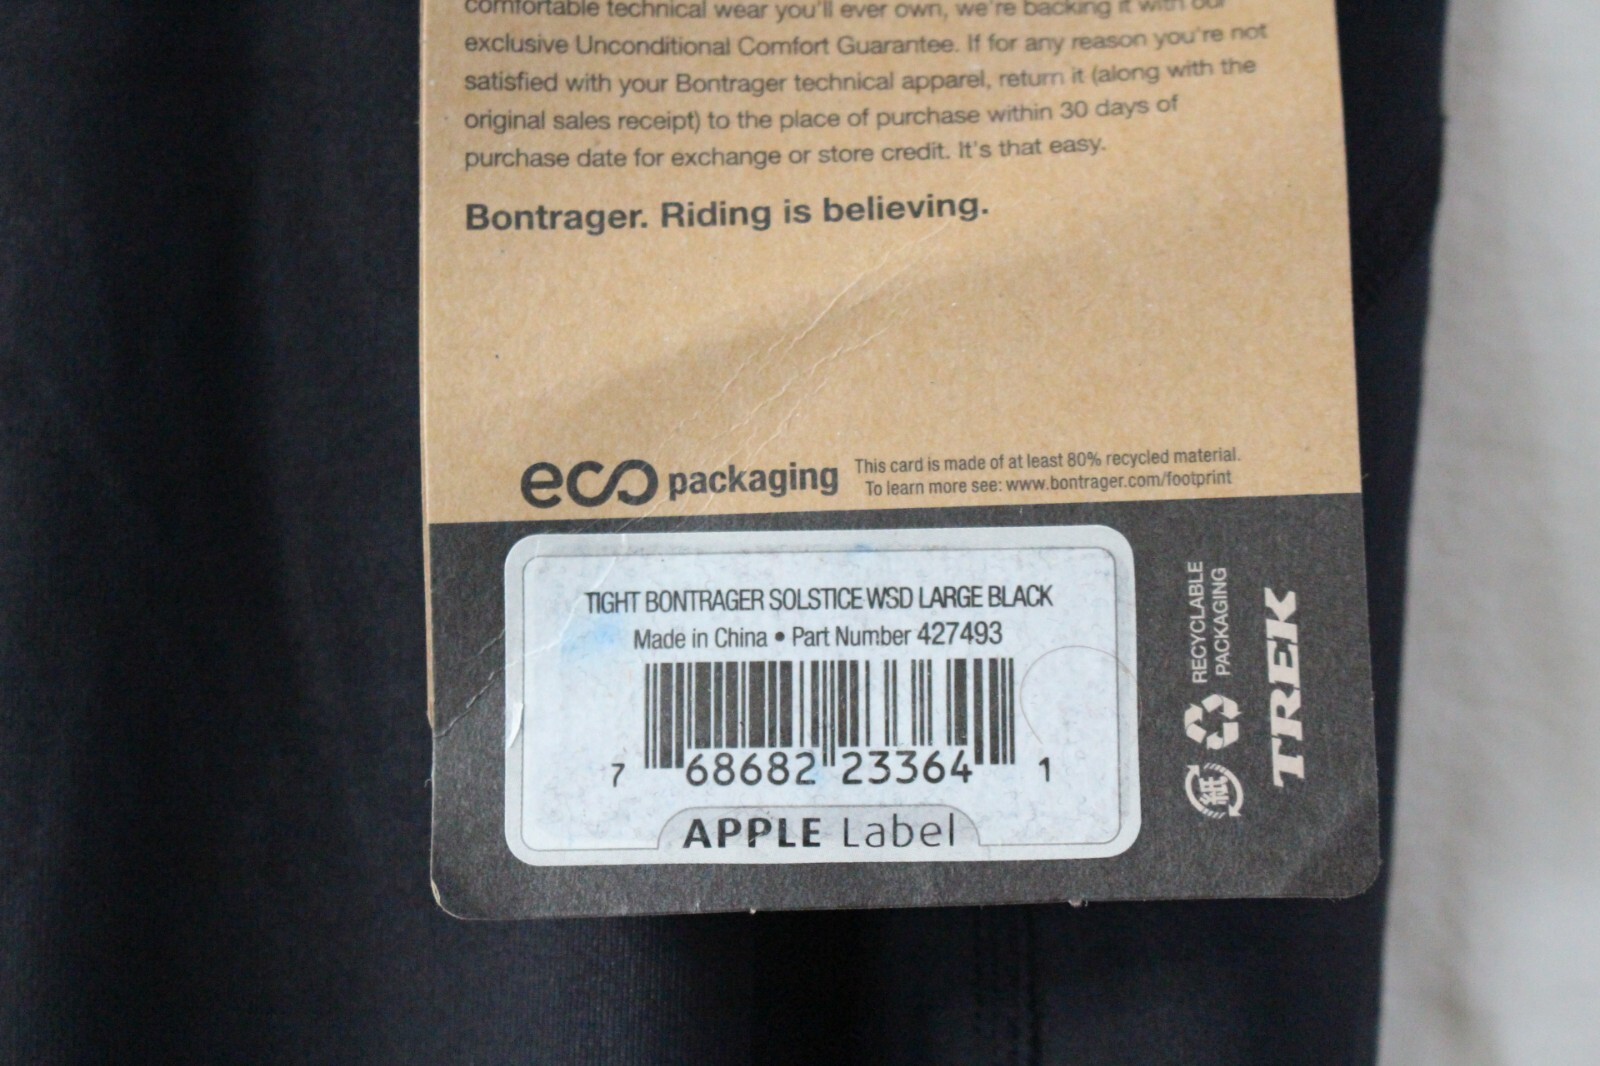 comfortable technical wear you'll ever own, we're backing it with our
exclusive Unconditional Comfort Guarantee. If for any reason you're not
satisfied with your Bontrager technical apparel, return it (along with the
original sales receipt) to the place of purchase within 30 days of
purchase date for exchange or store credit. It's that easy.
Bontrager. Riding is believing.
eco packaging
This card is made of at least 80% recycled material.
To learn more see: www.bontrager.com/footprint
TIGHT BONTRAGER SOLSTICE WSD LARGE BLACK
Made in China • Part Number 427493
7 68682 23364 1
APPLE Label
RECYCLABLE
PACKAGING
紙
TREK